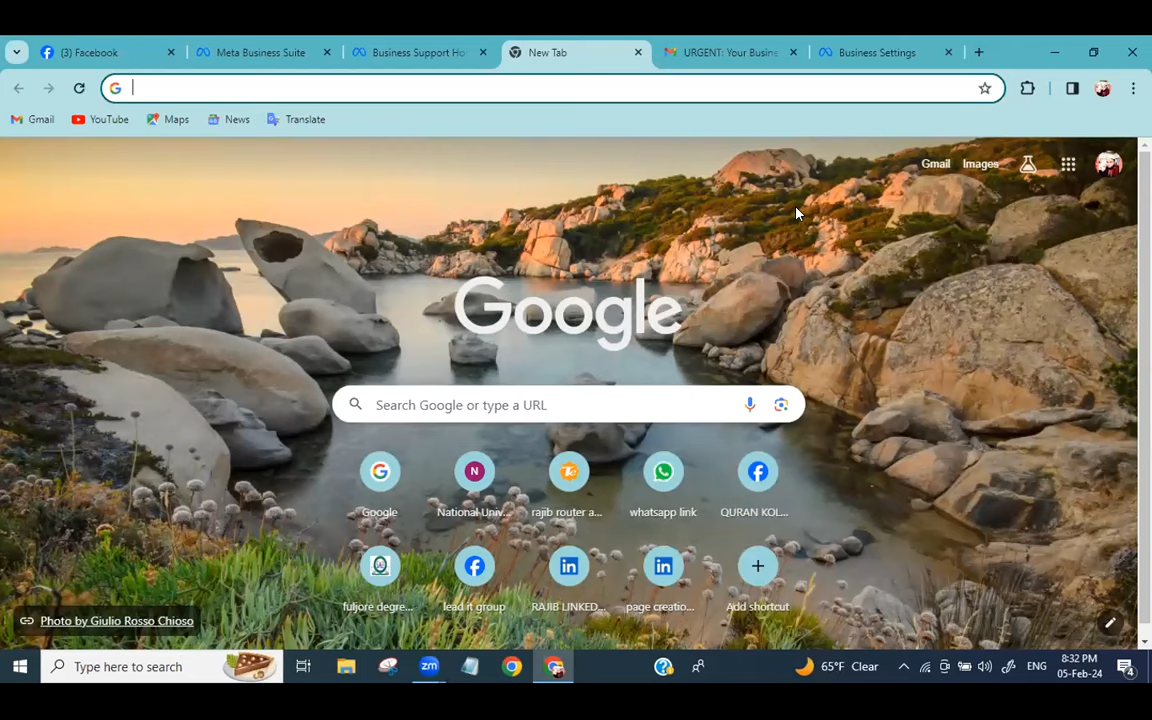 (3) Facebook
Meta Business Suite
Business Support Ho
New Tab
URGENT: Your Busine
Business Settings
Gmail
YouTube
Maps
News
Translate
Gmail
Images
Google
Search Google or type a URL
Google
National Univ...
rajib router a...
whatsapp link
QURAN KOL...
fuljore degre...
lead it group
RAJIB LINKED...
page creatio...
Add shortcut
Photo by Giulio Rosso Chioso
Type here to search
zm
65°F Clear
ENG
8:32 PM
05-Feb-24
4